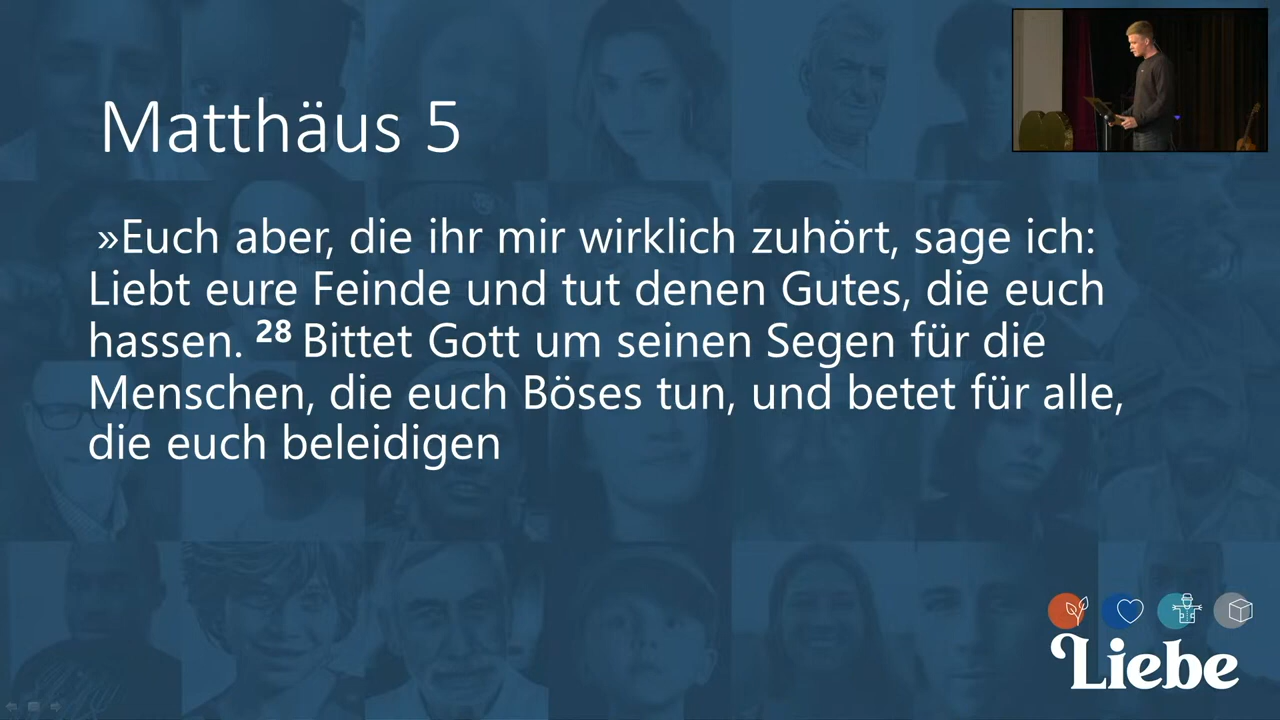 Matthäus 5
»Euch aber, die ihr mir wirklich zuhört, sage ich:
Liebt eure Feinde und tut denen Gutes, die euch
hassen. 28 Bittet Gott um seinen Segen für die
Menschen, die euch Böses tun, und betet für alle,
die euch beleidigen
Liebe